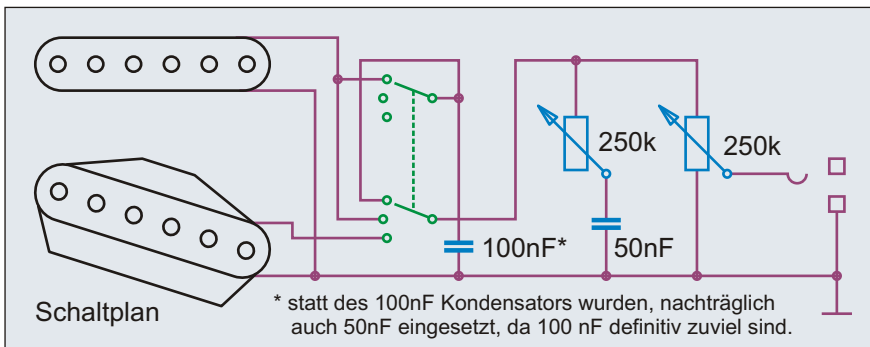 250k
250k
100nF*
50nF
Schaltplan
* statt des 100nF Kondensators wurden, nachträglich
auch 50nF eingesetzt, da 100 nF definitiv zuviel sind.